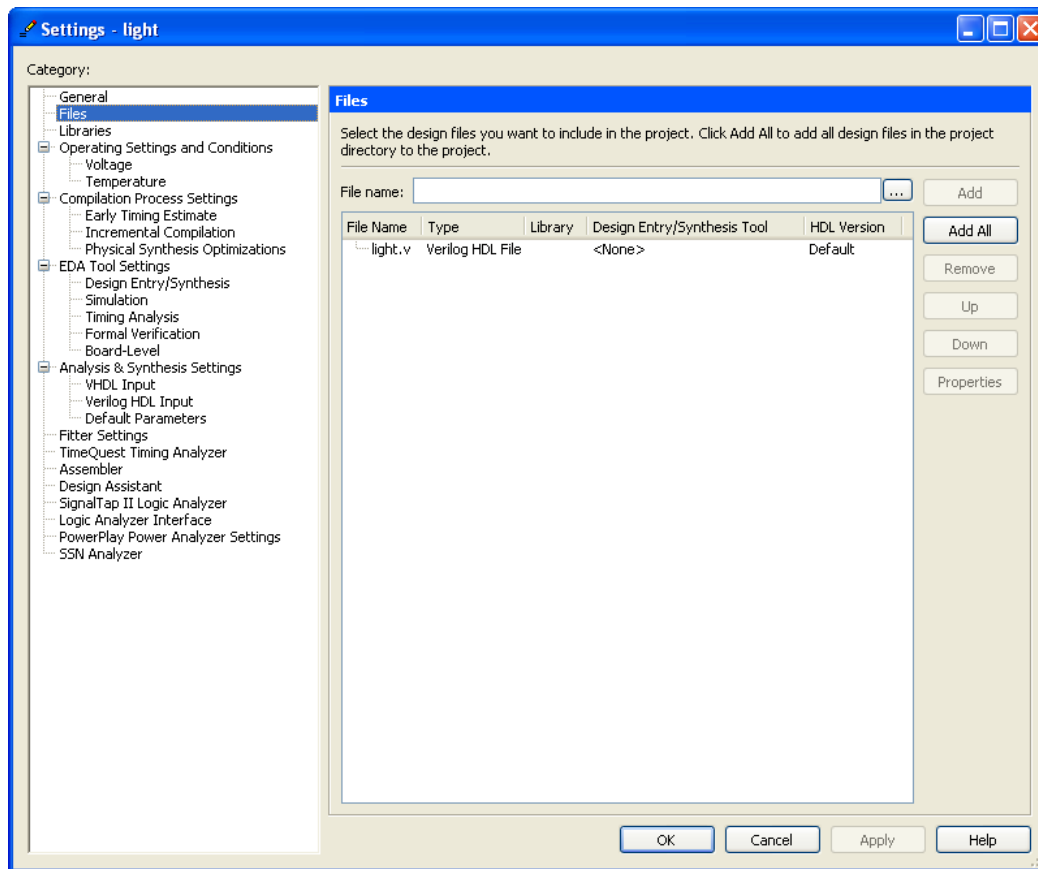 Settings - light
Category:
General
Files
Libraries
Operating Settings and Conditions
Voltage
Temperature
Compilation Process Settings
Early Timing Estimate
Incremental Compilation
Physical Synthesis Optimizations
EDA Tool Settings
Design Entry/Synthesis
Simulation
Timing Analysis
Formal Verification
Board-Level
Analysis & Synthesis Settings
VHDL Input
Verilog HDL Input
Default Parameters
Fitter Settings
TimeQuest Timing Analyzer
Assembler
Design Assistant
SignalTap II Logic Analyzer
Logic Analyzer Interface
PowerPlay Power Analyzer Settings
SSN Analyzer
Files
Select the design files you want to include in the project. Click Add All to add all design files in the project
directory to the project.
File name: ... Add
File Name Type Library Design Entry/Synthesis Tool HDL Version Add All
light.v Verilog HDL File <None> Default
Remove
Up
Down
Properties
OK Cancel Apply Help